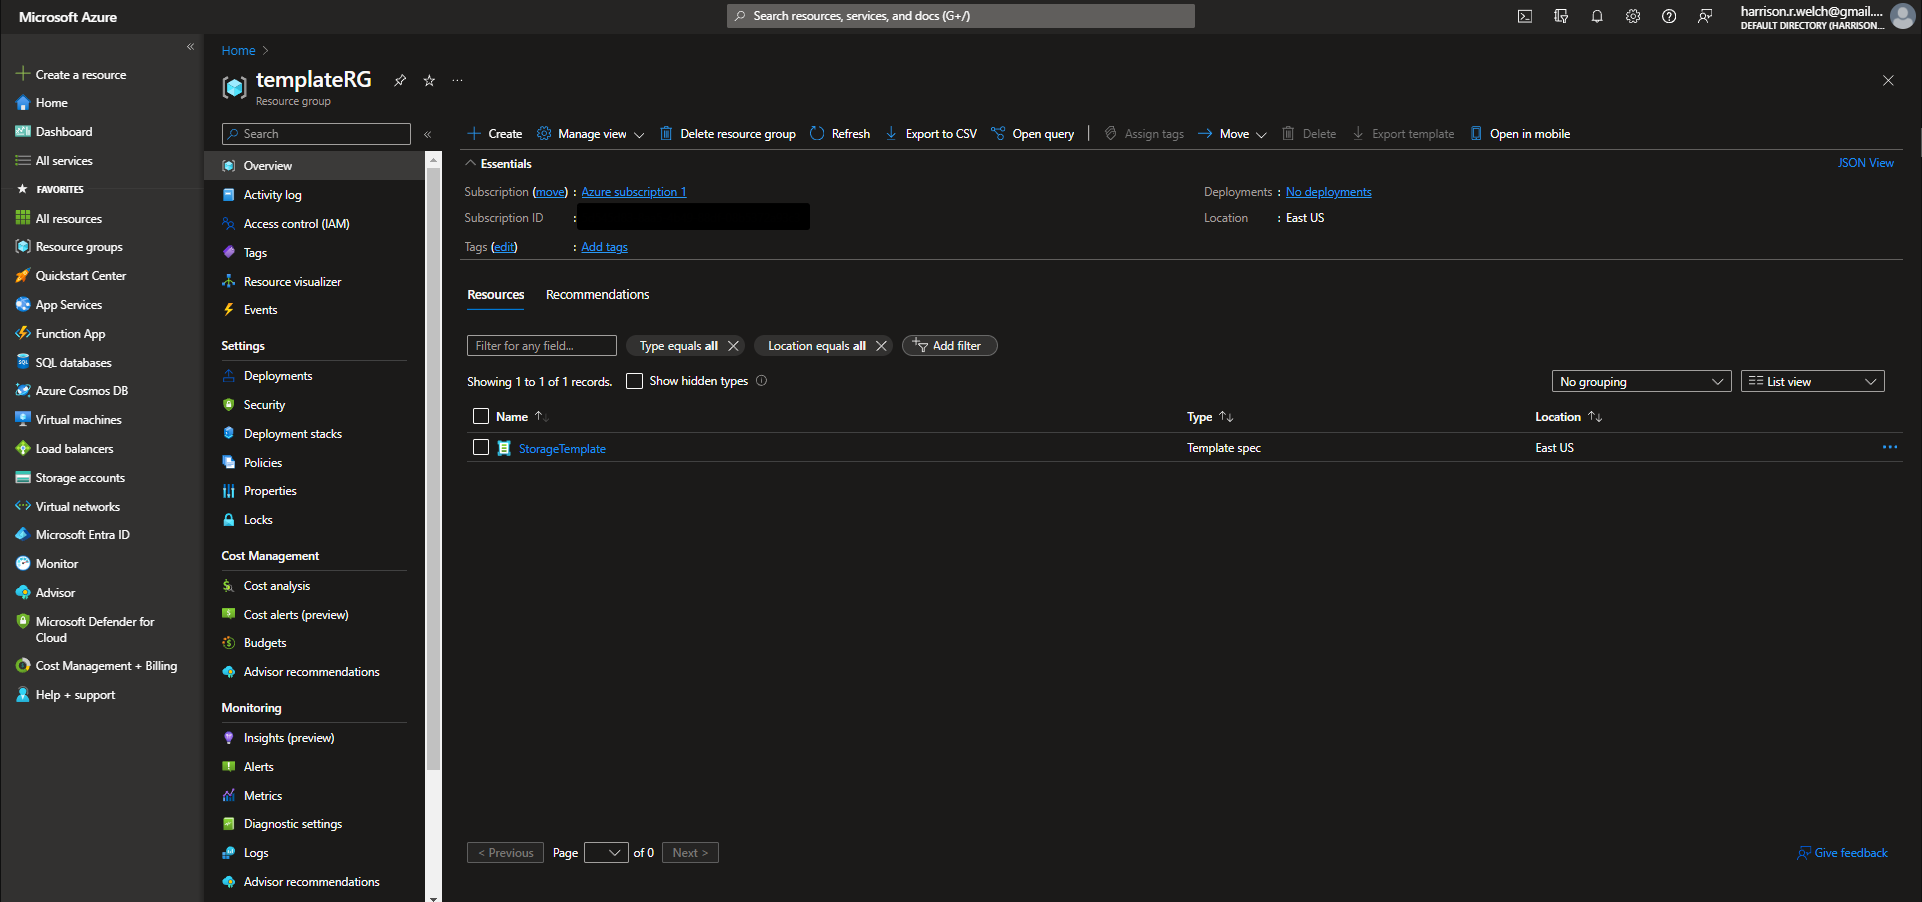 Microsoft Azure
Search resources, services, and docs (G+/)
harrison.r.welch@gmail....
DEFAULT DIRECTORY (HARRISON...
«
Create a resource
Home
Dashboard
All services
FAVORITES
All resources
Resource groups
Quickstart Center
App Services
Function App
SQL databases
Azure Cosmos DB
Virtual machines
Load balancers
Storage accounts
Virtual networks
Microsoft Entra ID
Monitor
Advisor
Microsoft Defender for
Cloud
Cost Management + Billing
Help + support
Home >
templateRG
...
Resource group
Search
«
Overview
Activity log
Access control (IAM)
Tags
Resource visualizer
Events
Settings
Deployments
Security
Deployment stacks
Policies
Properties
Locks
Cost Management
Cost analysis
Cost alerts (preview)
Budgets
Advisor recommendations
Monitoring
Insights (preview)
Alerts
Metrics
Diagnostic settings
Logs
Advisor recommendations
Create Manage view Delete resource group Refresh Export to CSV Open query Assign tags Move Delete Export template Open in mobile
Essentials JSON View
Subscription (move) : Azure subscription 1 Deployments : No deployments
Subscription ID : Location : East US
Tags (edit) : Add tags
Resources Recommendations
Filter for any field... Type equals all Location equals all Add filter
Showing 1 to 1 of 1 records. Show hidden types No grouping List view
Name Type Location
StorageTemplate Template spec East US
< Previous Page of 0 Next > Give feedback